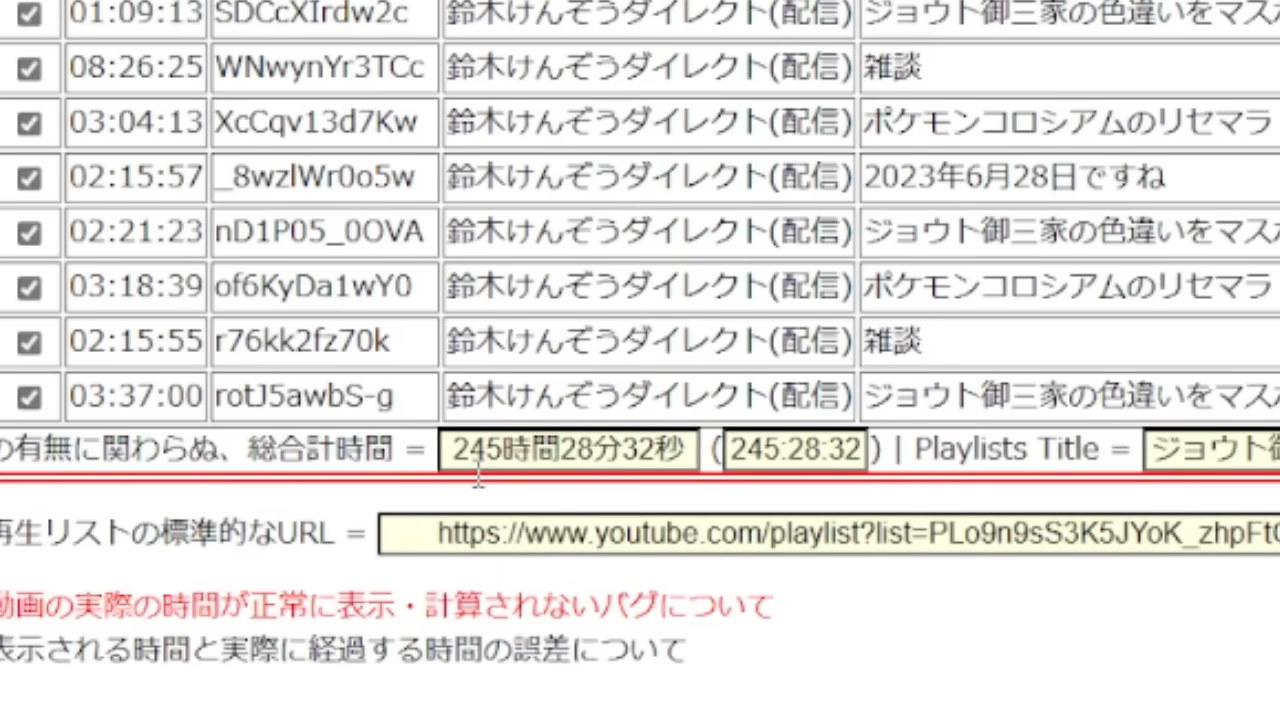 01:09:13 SDCcXIrdw2c 鈴木けんぞうダイレクト(配信) ジョウト御三家の色違いをマス
08:26:25 WNwynYr3TCc 鈴木けんぞうダイレクト(配信) 雑談
03:04:13 XcCqv13d7Kw 鈴木けんぞうダイレクト(配信) ポケモンコロシアムのリセマラ
02:15:57 _8wzlWr0o5w 鈴木けんぞうダイレクト(配信) 2023年6月28日ですね
02:21:23 nD1P05_0OVA 鈴木けんぞうダイレクト(配信) ジョウト御三家の色違いをマス
03:18:39 of6KyDa1wY0 鈴木けんぞうダイレクト(配信) ポケモンコロシアムのリセマラ
02:15:55 r76kk2fz70k 鈴木けんぞうダイレクト(配信) 雑談
03:37:00 rotJ5awbS-g 鈴木けんぞうダイレクト(配信) ジョウト御三家の色違いをマス
の有無に関わらぬ、総合計時間 = 245時間28分32秒 (245:28:32) | Playlists Title = ジョウト御
再生リストの標準的なURL = https://www.youtube.com/playlist?list=PLo9n9sS3K5JYoK_zhpFt
動画の実際の時間が正常に表示・計算されないバグについて
表示される時間と実際に経過する時間の誤差について